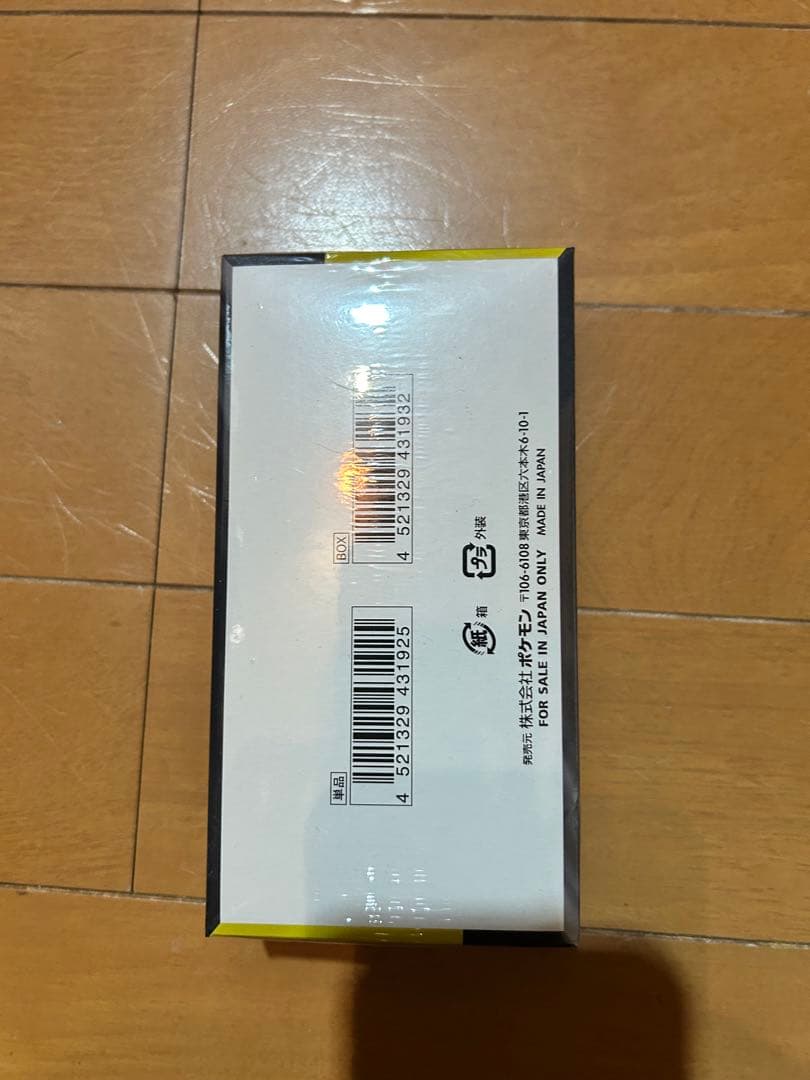 単品
4 521329 431925
BOX
4 521329 431932
紙 箱
プラ 外装
発売元 株式会社ポケモン 〒106-6108 東京都港区六本木6-10-1
FOR SALE IN JAPAN ONLY MADE IN JAPAN